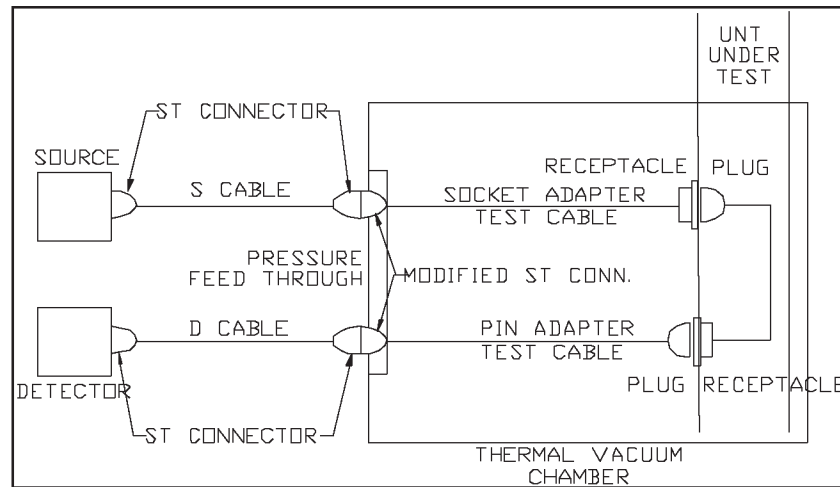 UNT
UNDER
TEST
ST CONNECTOR
SOURCE
S CABLE
RECEPTACLE
PLUG
SOCKET ADAPTER
TEST CABLE
PRESSURE
FEED THROUGH
MODIFIED ST CONN.
D CABLE
PIN ADAPTER
TEST CABLE
DETECTOR
PLUG
RECEPTACLE
ST CONNECTOR
THERMAL VACUUM
CHAMBER